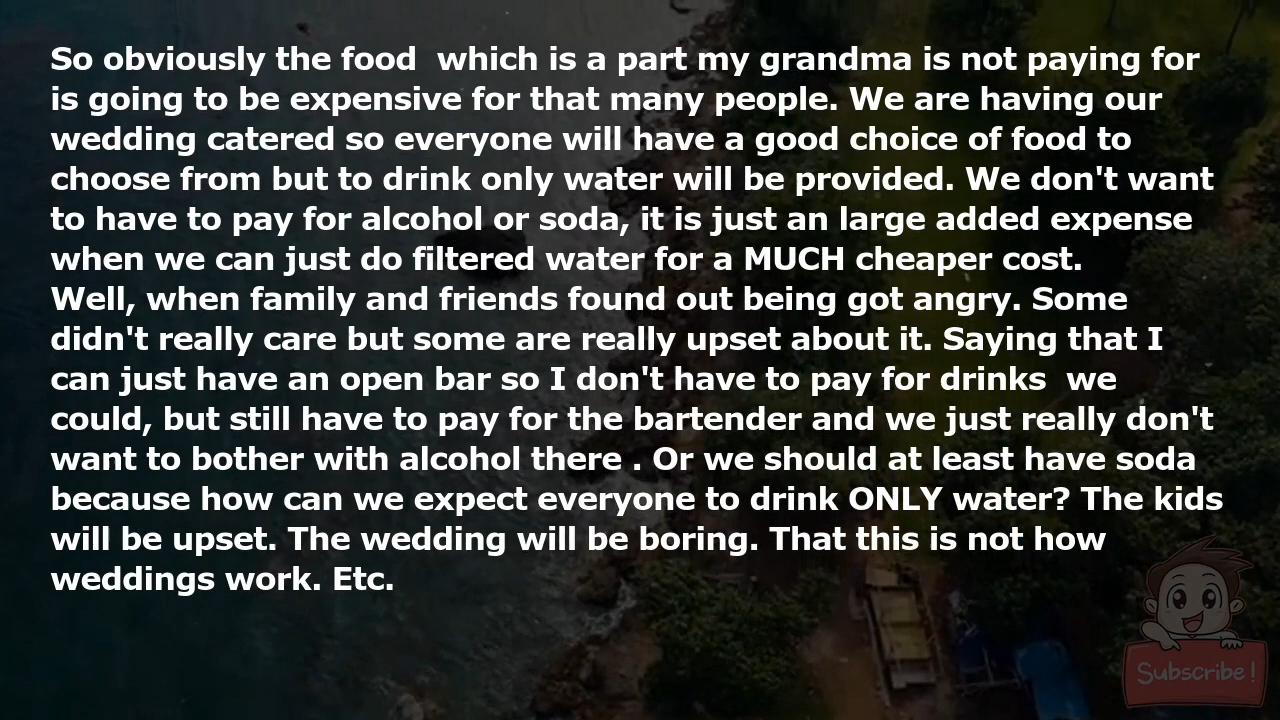 So obviously the food  which is a part my grandma is not paying for
is going to be expensive for that many people. We are having our
wedding catered so everyone will have a good choice of food to
choose from but to drink only water will be provided. We don't want
to have to pay for alcohol or soda, it is just an large added expense
when we can just do filtered water for a MUCH cheaper cost.
Well, when family and friends found out being got angry. Some
didn't really care but some are really upset about it. Saying that I
can just have an open bar so I don't have to pay for drinks  we
could, but still have to pay for the bartender and we just really don't
want to bother with alcohol there . Or we should at least have soda
because how can we expect everyone to drink ONLY water? The kids
will be upset. The wedding will be boring. That this is not how
weddings work. Etc.
Subscribe!